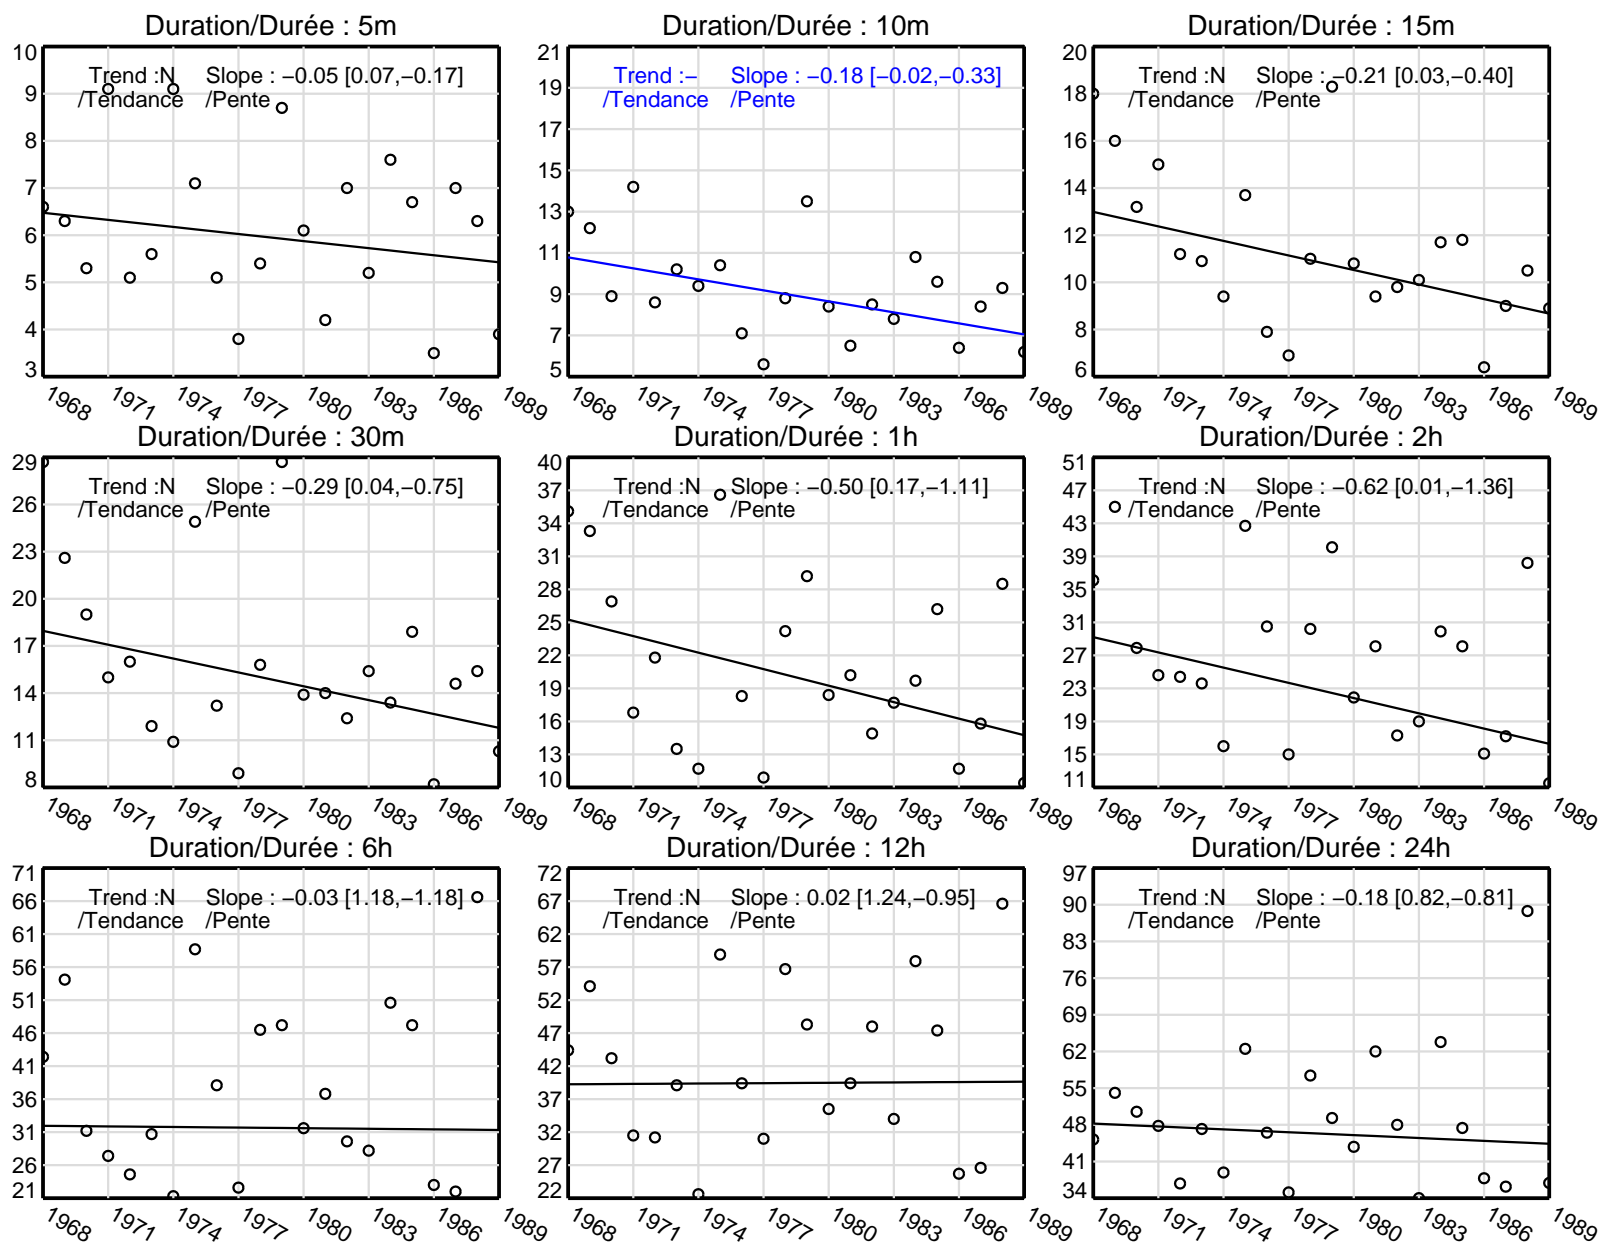 Duration/Durée : 5m
10
9
8
7
6
5
4
3
Trend :N Slope : −0.05 [0.07,−0.17]
/Tendance /Pente
1968 1971 1974 1977 1980 1983 1986 1989
Duration/Durée : 10m
21
19
17
15
13
11
9
7
5
Trend :− Slope : −0.18 [−0.02,−0.33]
/Tendance /Pente
1968 1971 1974 1977 1980 1983 1986 1989
Duration/Durée : 15m
20
18
16
14
12
10
8
6
Trend :N Slope : −0.21 [0.03,−0.40]
/Tendance /Pente
1968 1971 1974 1977 1980 1983 1986 1989
Duration/Durée : 30m
29
26
23
20
17
14
11
8
Trend :N Slope : −0.29 [0.04,−0.75]
/Tendance /Pente
1968 1971 1974 1977 1980 1983 1986 1989
Duration/Durée : 1h
40
37
34
31
28
25
22
19
16
13
10
Trend :N Slope : −0.50 [0.17,−1.11]
/Tendance /Pente
1968 1971 1974 1977 1980 1983 1986 1989
Duration/Durée : 2h
51
47
43
39
35
31
27
23
19
15
11
Trend :N Slope : −0.62 [0.01,−1.36]
/Tendance /Pente
1968 1971 1974 1977 1980 1983 1986 1989
Duration/Durée : 6h
71
66
61
56
51
46
41
36
31
26
21
Trend :N Slope : −0.03 [1.18,−1.18]
/Tendance /Pente
1968 1971 1974 1977 1980 1983 1986 1989
Duration/Durée : 12h
72
67
62
57
52
47
42
37
32
27
22
Trend :N Slope : 0.02 [1.24,−0.95]
/Tendance /Pente
1968 1971 1974 1977 1980 1983 1986 1989
Duration/Durée : 24h
97
90
83
76
69
62
55
48
41
34
Trend :N Slope : −0.18 [0.82,−0.81]
/Tendance /Pente
1968 1971 1974 1977 1980 1983 1986 1989